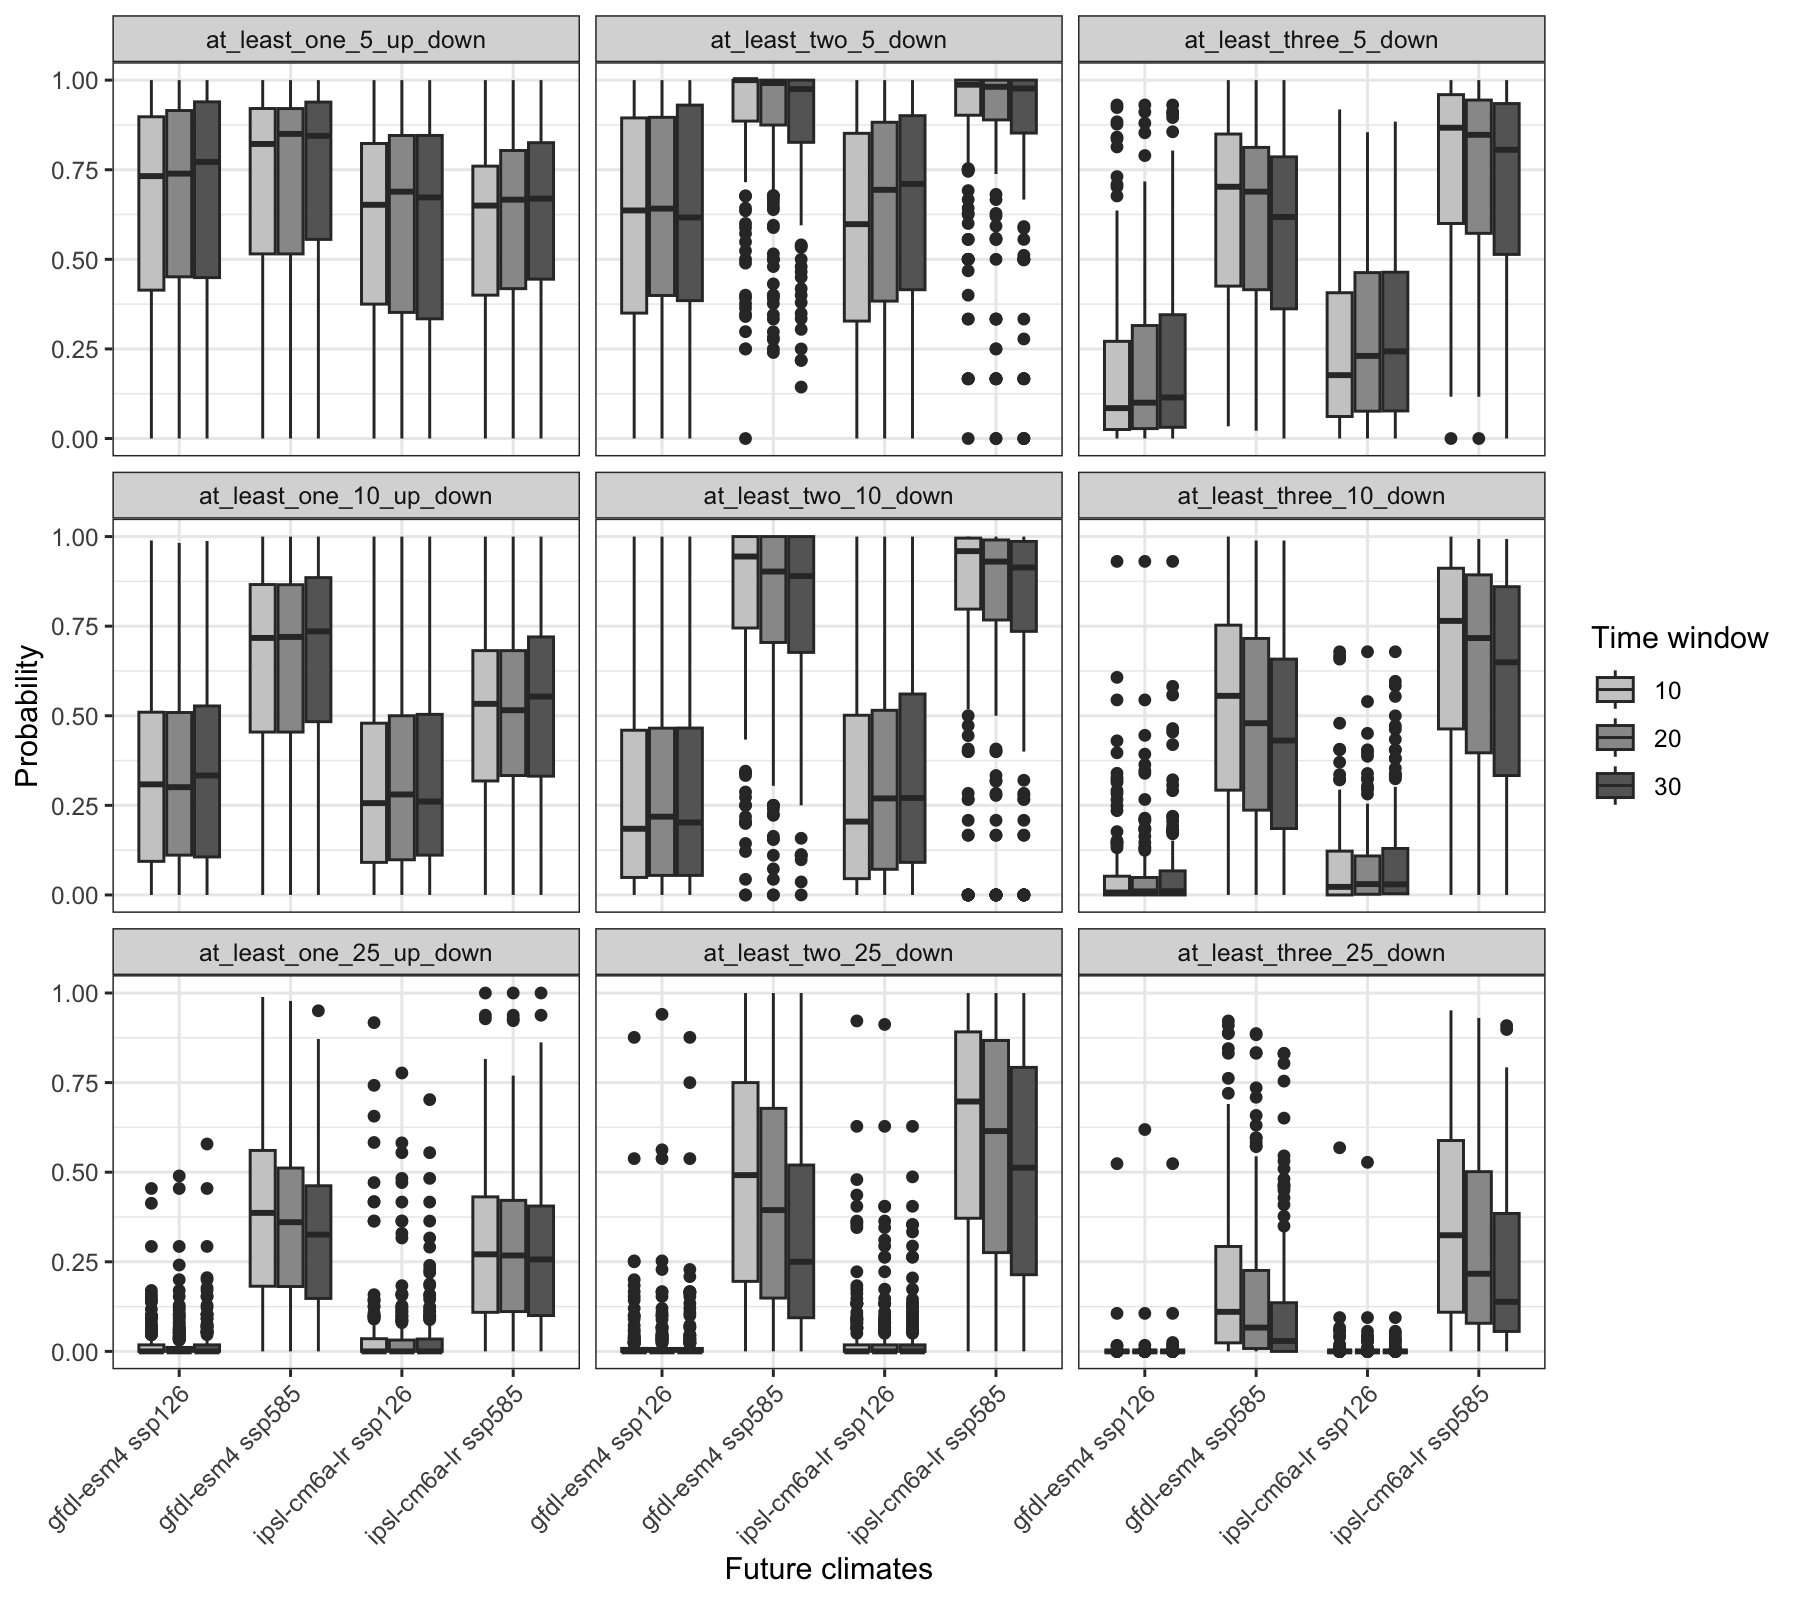 at_least_one_5_up_down
at_least_two_5_down
at_least_three_5_down
1.00
0.75
0.50
0.25
0.00
at_least_one_10_up_down
at_least_two_10_down
at_least_three_10_down
1.00
0.75
0.50
0.25
0.00
Probability
Time window
10
20
30
at_least_one_25_up_down
at_least_two_25_down
at_least_three_25_down
1.00
0.75
0.50
0.25
0.00
gfdl-esm4 ssp126
gfdl-esm4 ssp585
ipsl-cm6a-lr ssp126
ipsl-cm6a-lr ssp585
gfdl-esm4 ssp126
gfdl-esm4 ssp585
ipsl-cm6a-lr ssp126
ipsl-cm6a-lr ssp585
gfdl-esm4 ssp126
gfdl-esm4 ssp585
ipsl-cm6a-lr ssp126
ipsl-cm6a-lr ssp585
Future climates